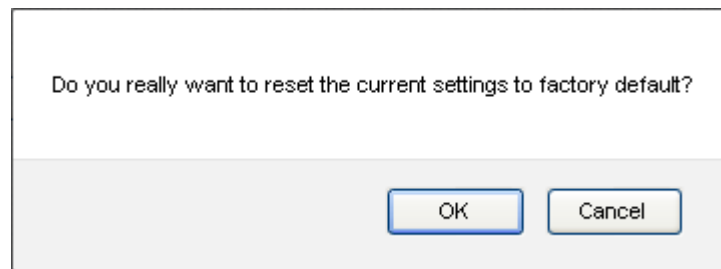 Do you really want to reset the current settings to factory default?
OK Cancel